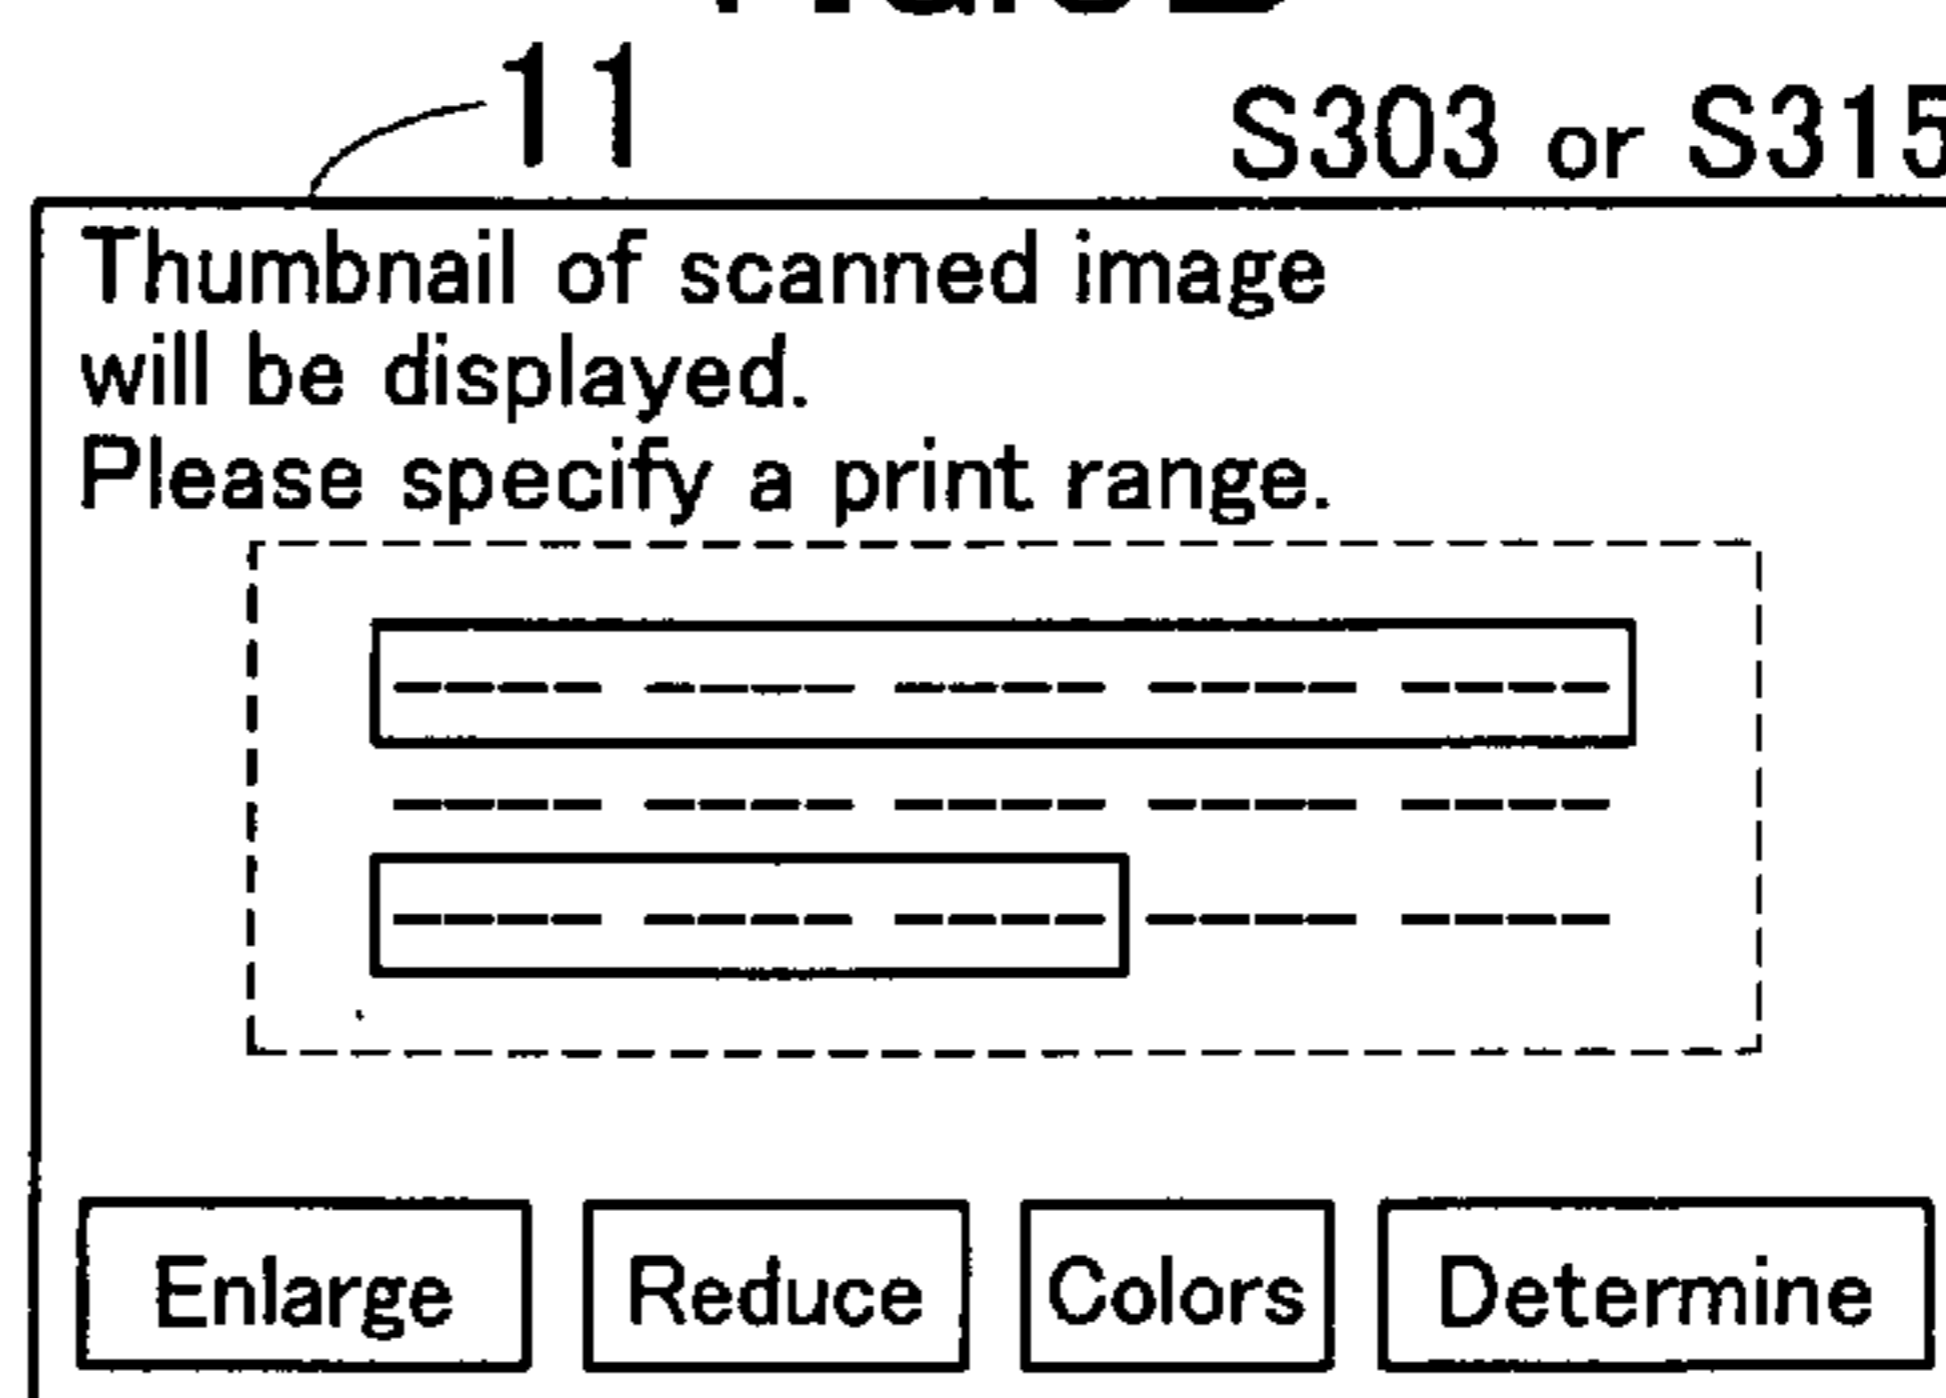 11
S303 or S315
Thumbnail of scanned image
will be displayed.
Please specify a print range.
Enlarge Reduce Colors Determine